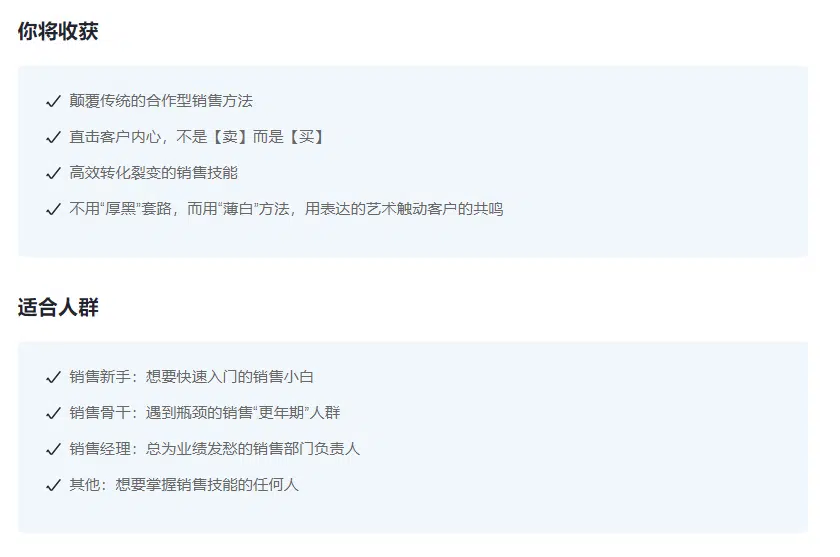 你将收获
颠覆传统的合作型销售方法
直击客户内心，不是【卖】而是【买】
高效转化裂变的销售技能
不用“厚黑”套路，而用“薄白”方法，用表达的艺术触动客户的共鸣
适合人群
销售新手：想要快速入门的销售小白
销售骨干：遇到瓶颈的销售“更年期”人群
销售经理：总为业绩发愁的销售部门负责人
其他：想要掌握销售技能的任何人